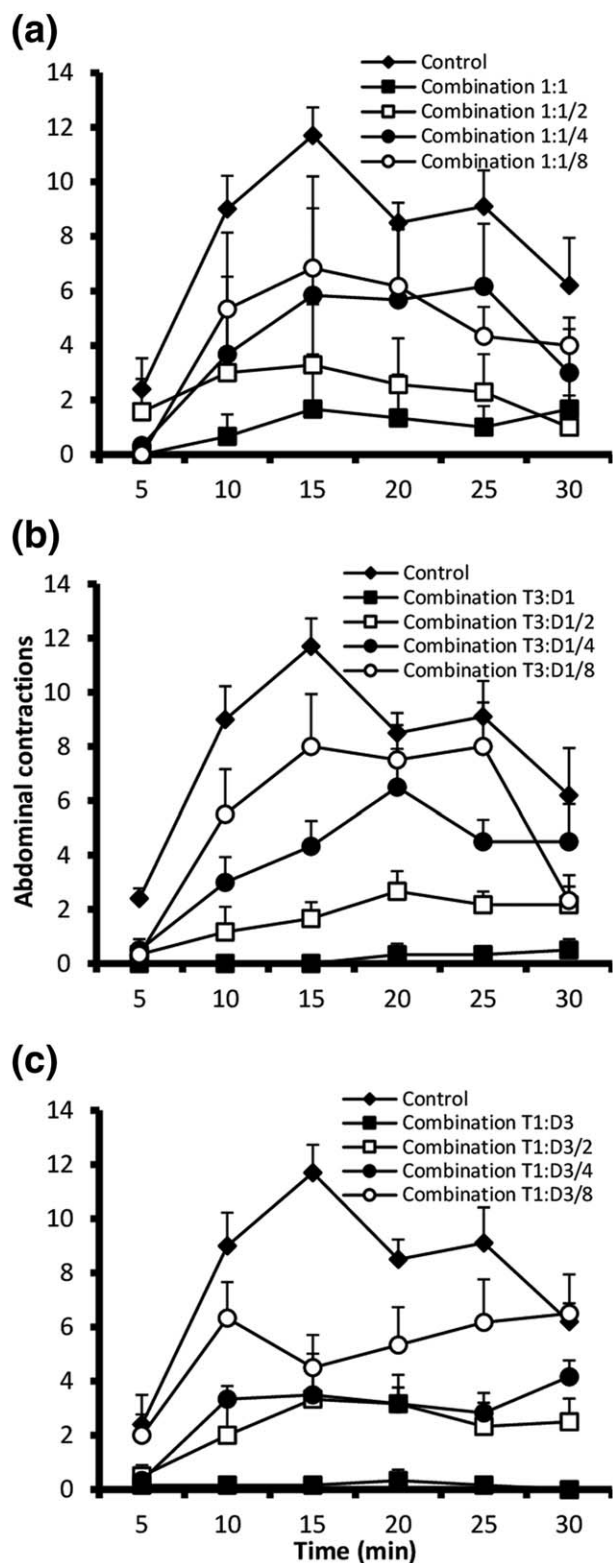 (a)
14
12
10
8
6
4
2
0
Control
Combination 1:1
Combination 1:1/2
Combination 1:1/4
Combination 1:1/8
5 10 15 20 25 30
(b)
Abdominal contractions
14
12
10
8
6
4
2
0
Control
Combination T3:D1
Combination T3:D1/2
Combination T3:D1/4
Combination T3:D1/8
5 10 15 20 25 30
(c)
14
12
10
8
6
4
2
0
Control
Combination T1:D3
Combination T1:D3/2
Combination T1:D3/4
Combination T1:D3/8
5 10 15 20 25 30
Time (min)